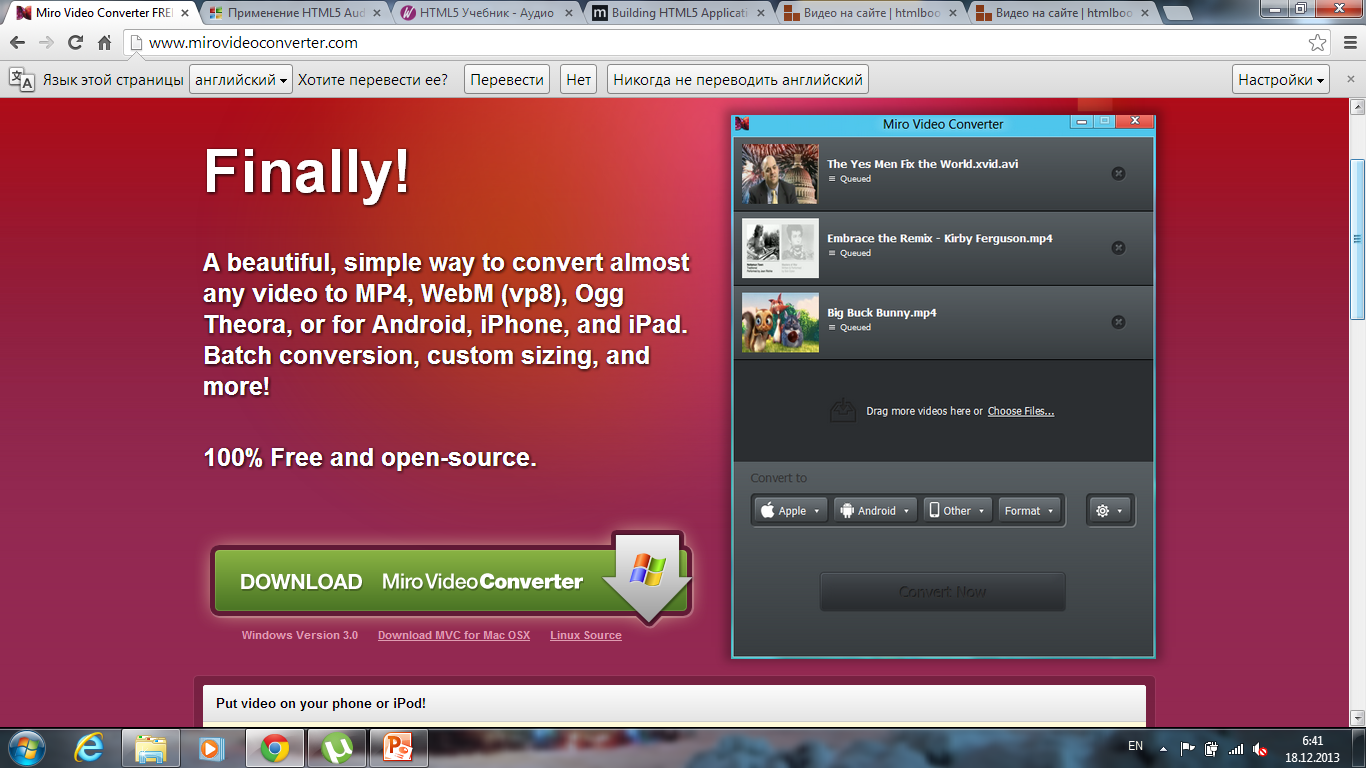 Miro Video Converter FREE
Применение HTML5 Aud
HTML5 Учебник - Аудио
Building HTML5 Applicati
Видео на сайте | htmlboo
Видео на сайте | htmlboo
www.mirovideoconverter.com
Язык этой страницы английский Хотите перевести ее? Перевести Нет Никогда не переводить английский Настройки
Finally!
A beautiful, simple way to convert almost
any video to MP4, WebM (vp8), Ogg
Theora, or for Android, iPhone, and iPad.
Batch conversion, custom sizing, and
more!
100% Free and open-source.
DOWNLOAD Miro Video Converter
Windows Version 3.0 Download MVC for Mac OSX Linux Source
Miro Video Converter
The Yes Men Fix the World.xvid.avi
Queued
Embrace the Remix - Kirby Ferguson.mp4
Queued
Big Buck Bunny.mp4
Queued
Drag more videos here or Choose Files...
Convert to
Apple Android Other Format
Convert Now
Put video on your phone or iPod!
EN
6:41
18.12.2013